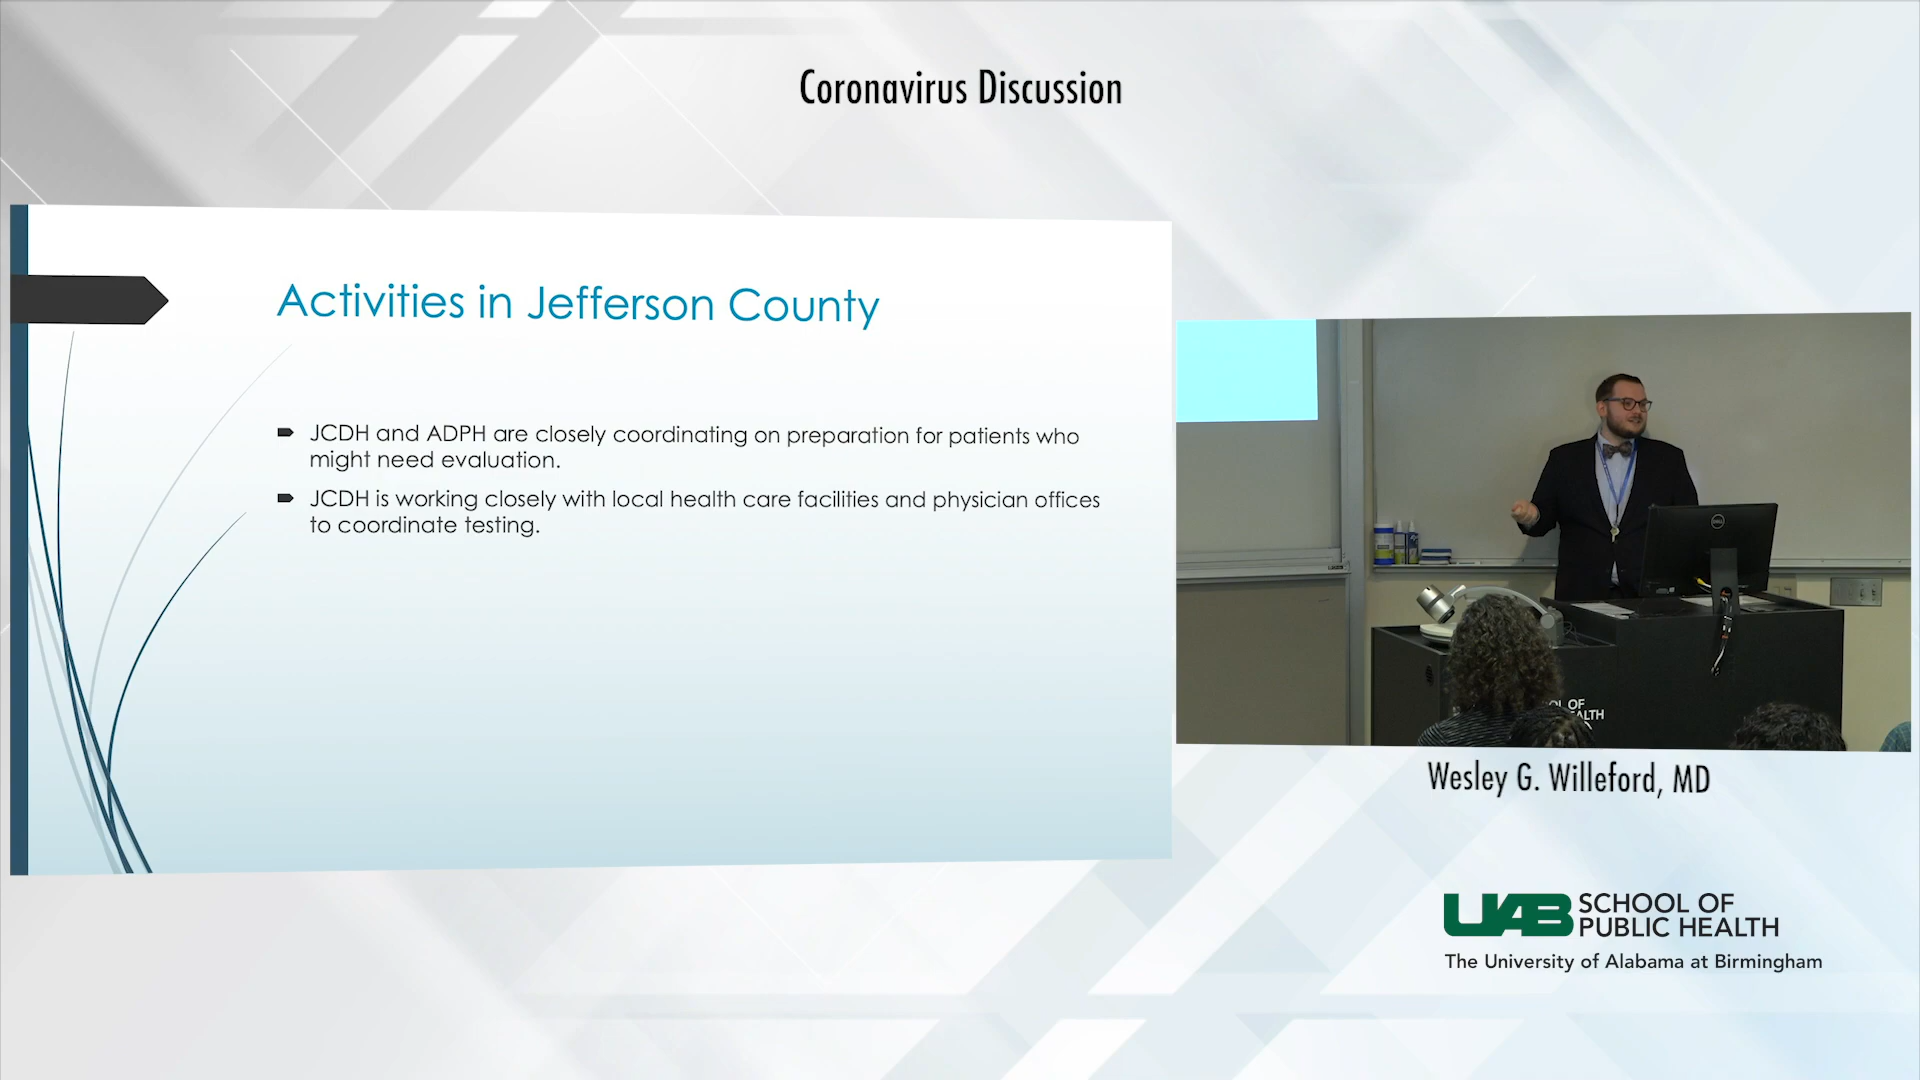 Coronavirus Discussion
Activities in Jefferson County
JCDH and ADPH are closely coordinating on preparation for patients who
might need evaluation.
JCDH is working closely with local health care facilities and physician offices
to coordinate testing.
DELL
OF
Wesley G. Willeford, MD
UAB SCHOOL OF
PUBLIC HEALTH
The University of Alabama at Birmingham